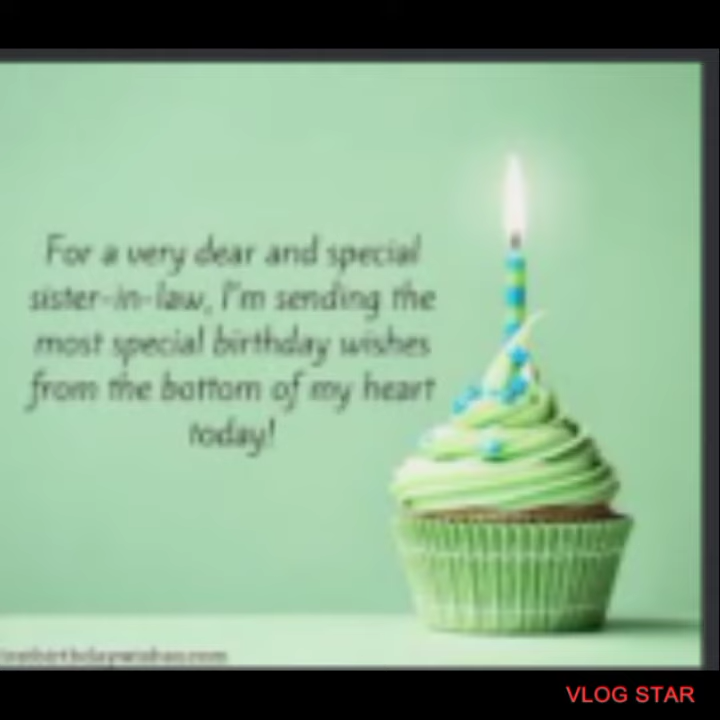 For a very dear and special
sister-in-law, I'm sending the
most special birthday wishes
from the bottom of my heart
today!
VLOG STAR